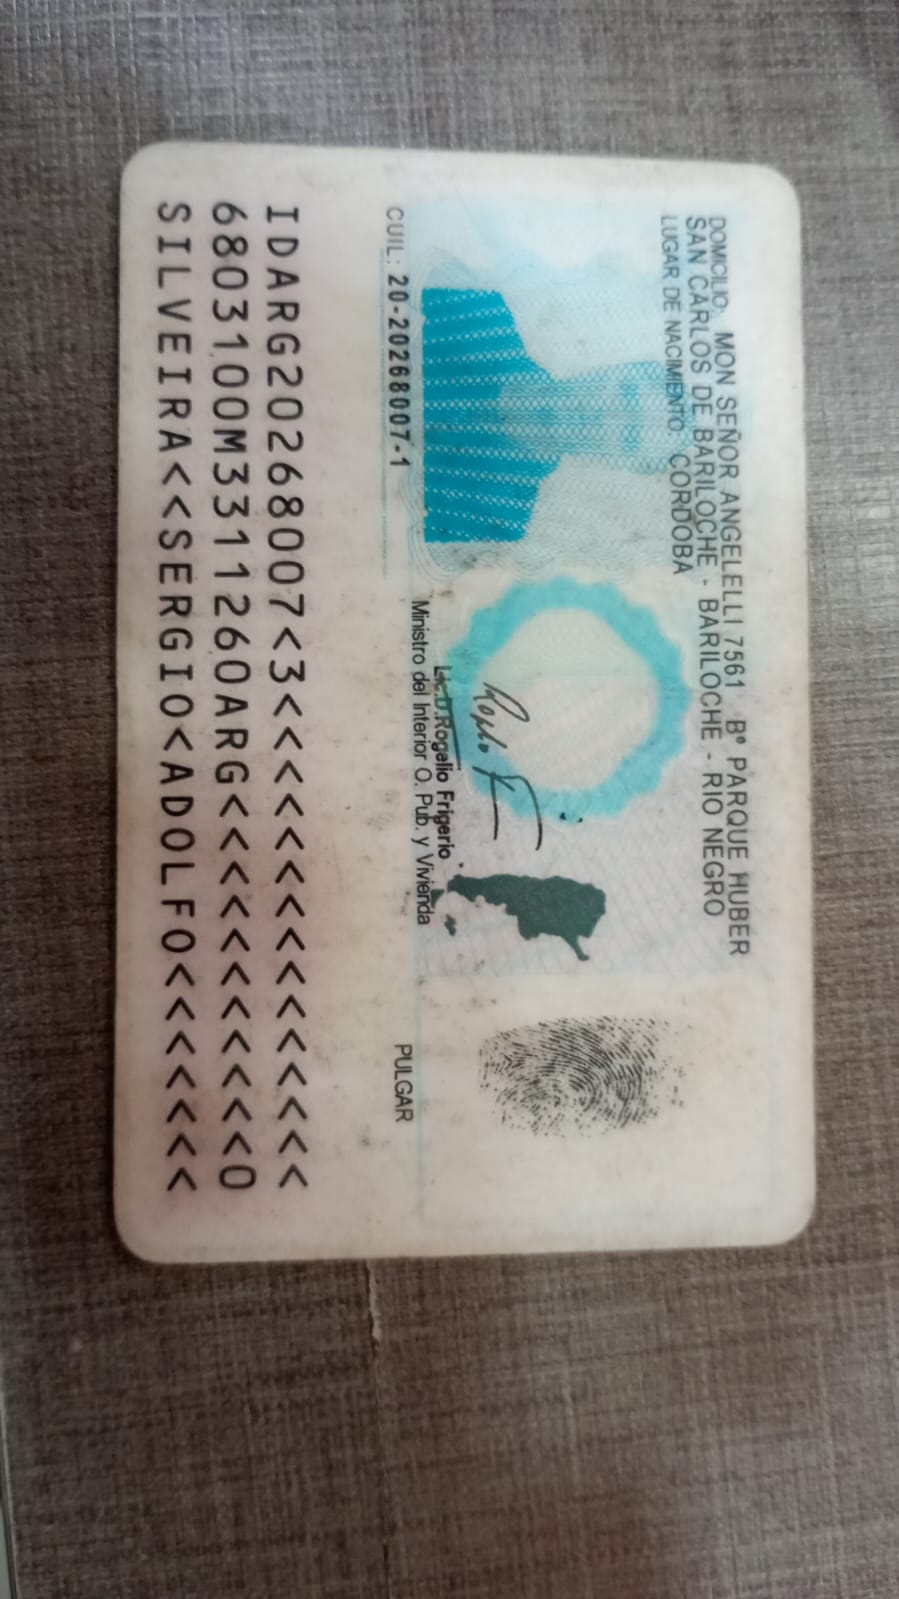 DOMICILIO: MON SEÑOR ANGELELLI 7561 Bº PARQUE HUBER
SAN CARLOS DE BARILOCHE - BARILOCHE - RIO NEGRO
LUGAR DE NACIMIENTO: CORDOBA
Lic.D.Rogelio Frigerio
Ministro del Interior O. Pub. y Vivienda
CUIL: 20-20268007-1
PULGAR
IDARG20268007<3<<<<<<<<<<<<<<<
6803100M3311260ARG<<<<<<<<<<<0
SILVEIRA<<SERGIO<ADOLFO<<<<<<<